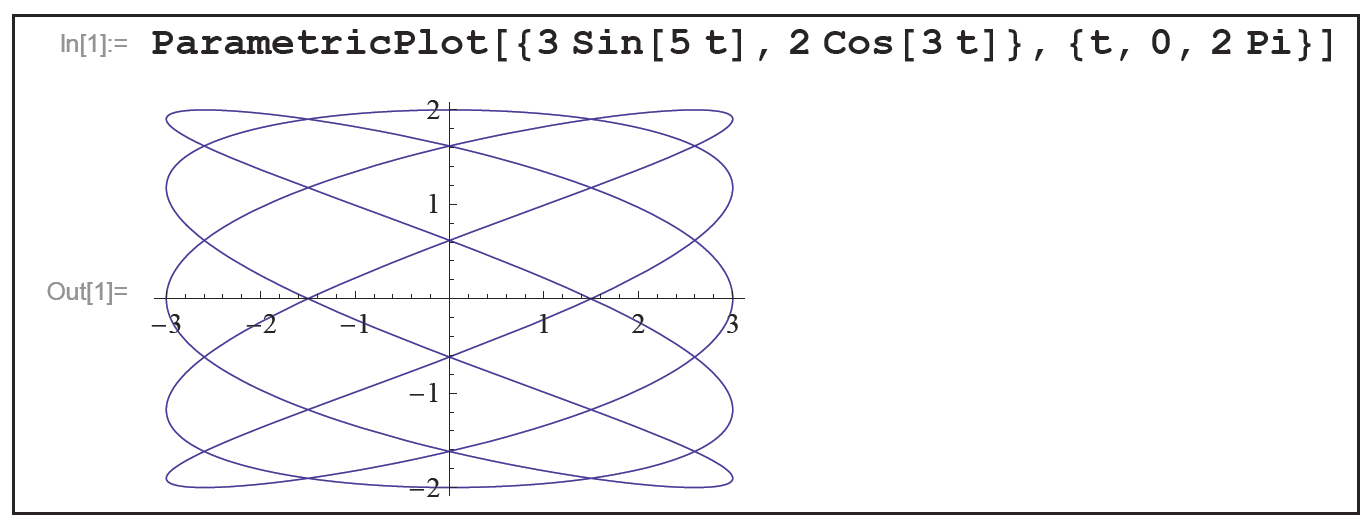 In[1]:= ParametricPlot[{3 Sin[5 t], 2 Cos[3 t]}, {t, 0, 2 Pi}]
2
1
Out[1]=
−3 −2 −1 1 2 3
−1
−2